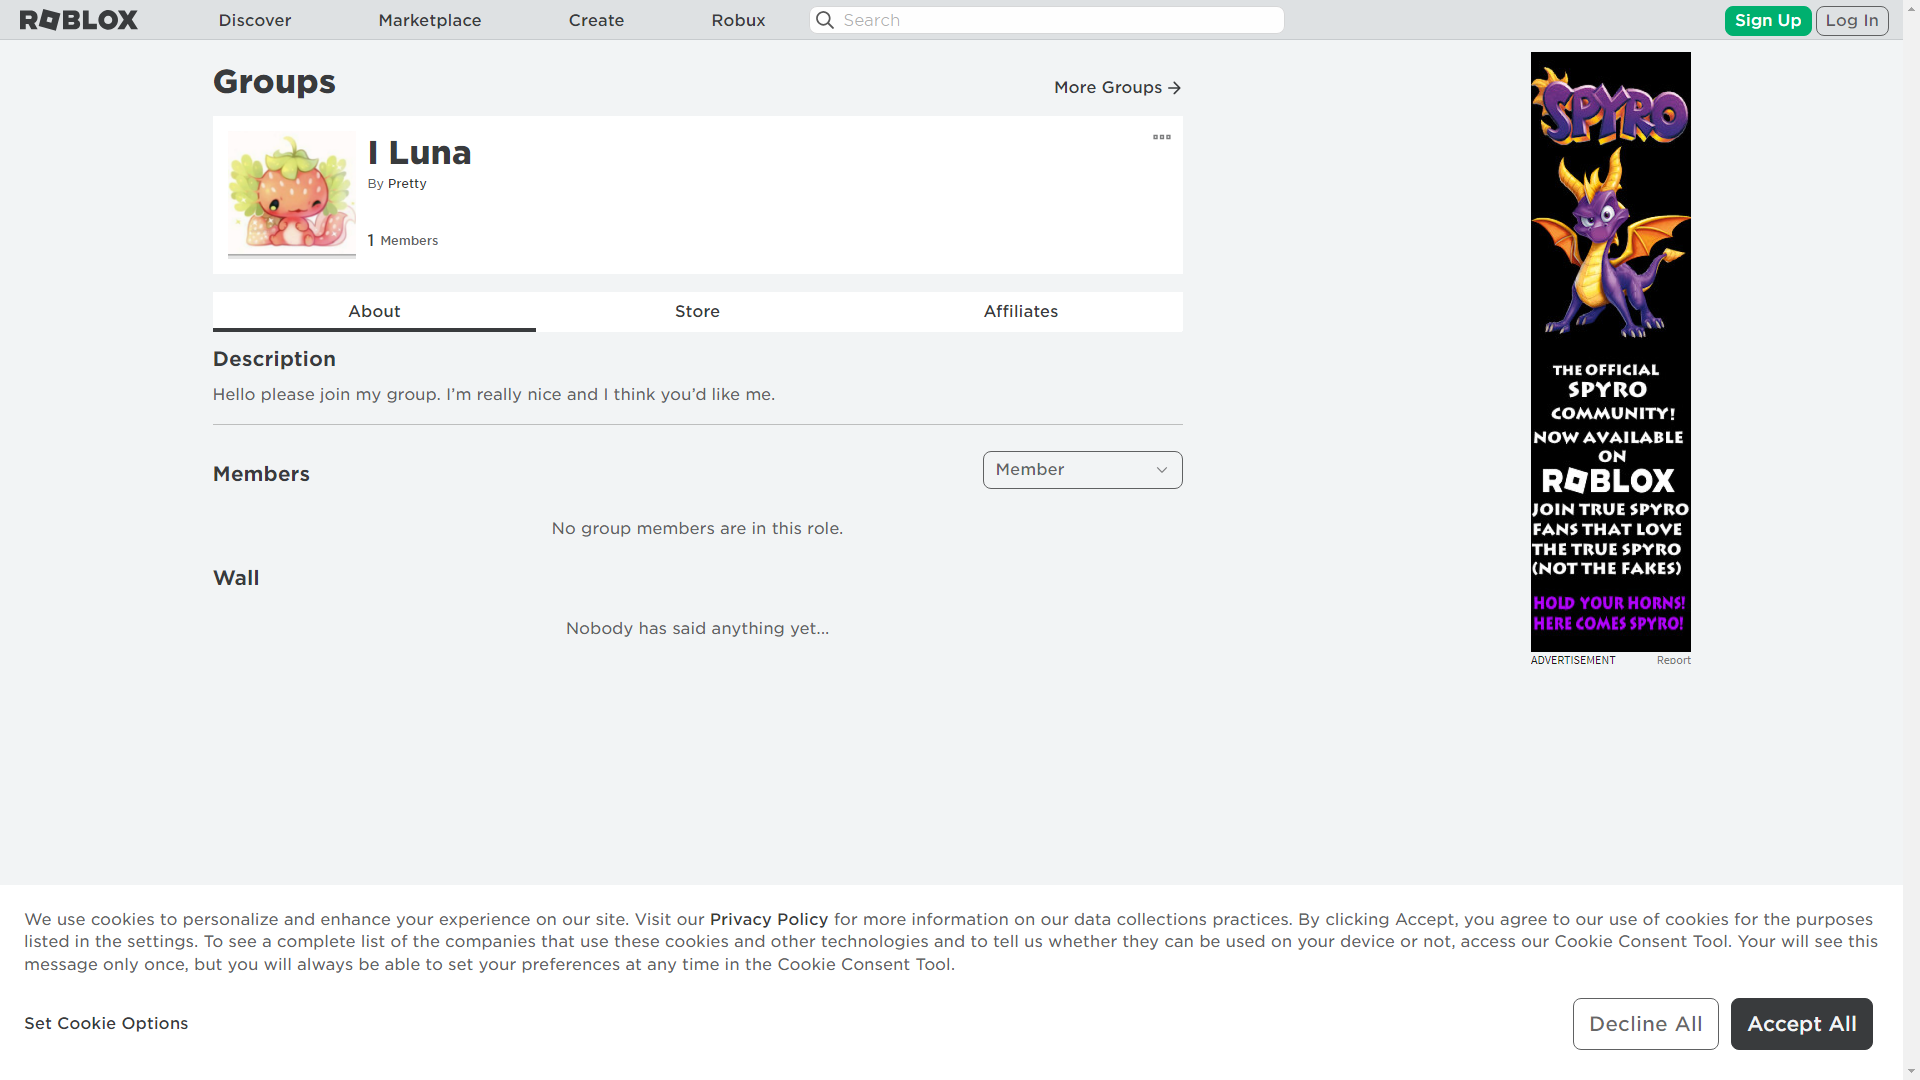 ROBLOX
Discover
Marketplace
Create
Robux
Search
Sign Up
Log In
Groups
More Groups
I Luna
By Pretty
1 Members
About
Store
Affiliates
Description
Hello please join my group. I’m really nice and I think you’d like me.
Members
Member
No group members are in this role.
Wall
Nobody has said anything yet...
SPYRO
THE OFFICIAL
SPYRO
COMMUNITY!
NOW AVAILABLE
ON
ROBLOX
JOIN TRUE SPYRO
FANS THAT LOVE
THE TRUE SPYRO
(NOT THE FAKES)
HOLD YOUR HORNS!
HERE COMES SPYRO!
ADVERTISEMENT
Report
We use cookies to personalize and enhance your experience on our site. Visit our Privacy Policy for more information on our data collections practices. By clicking Accept, you agree to our use of cookies for the purposes
listed in the settings. To see a complete list of the companies that use these cookies and other technologies and to tell us whether they can be used on your device or not, access our Cookie Consent Tool. Your will see this
message only once, but you will always be able to set your preferences at any time in the Cookie Consent Tool.
Set Cookie Options
Decline All
Accept All